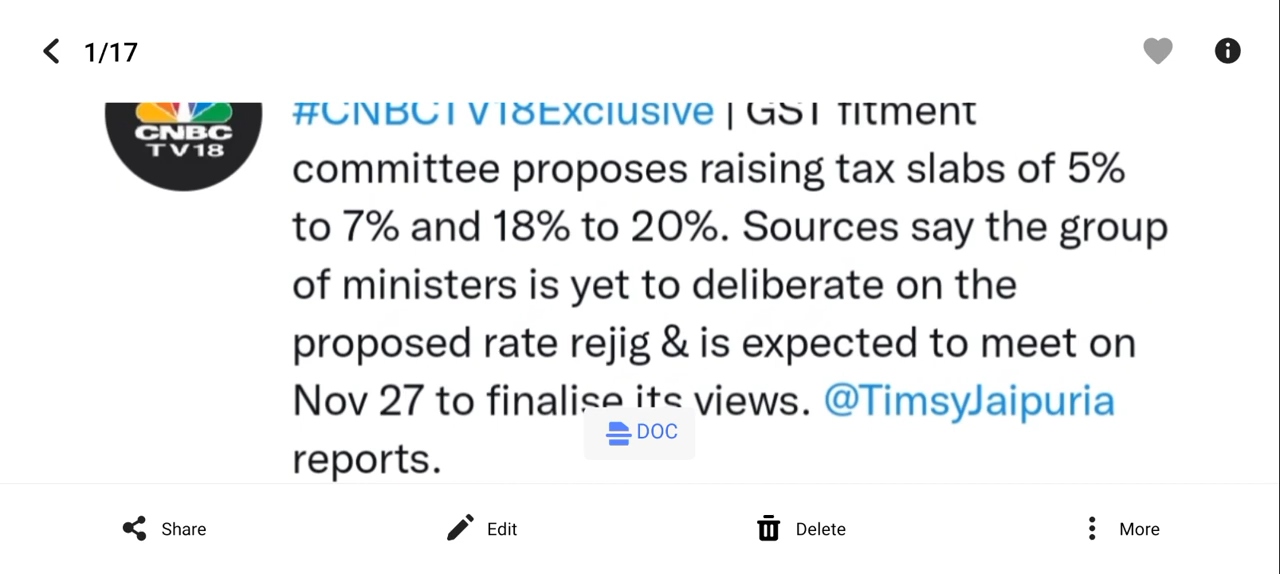 1/17
CNBC
TV18
#CNBCTV18Exclusive | GST fitment
committee proposes raising tax slabs of 5%
to 7% and 18% to 20%. Sources say the group
of ministers is yet to deliberate on the
proposed rate rejig & is expected to meet on
Nov 27 to finalise its views. @TimsyJaipuria
DOC
reports.
Share
Edit
Delete
More